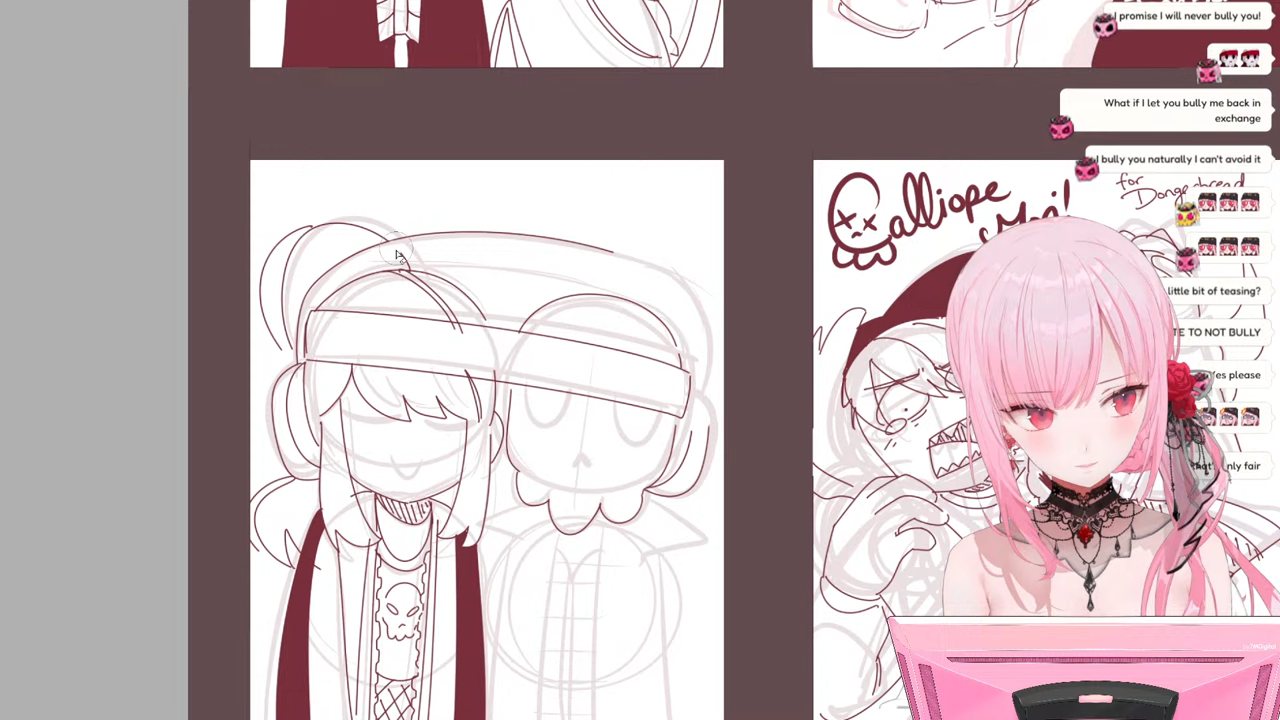 I promise I will never bully you!
What if I let you bully me back in
exchange
I bully you naturally I can't avoid it
for
Calliope
little bit of teasing?
TE TO NOT BULLY
Yes please
nly fair